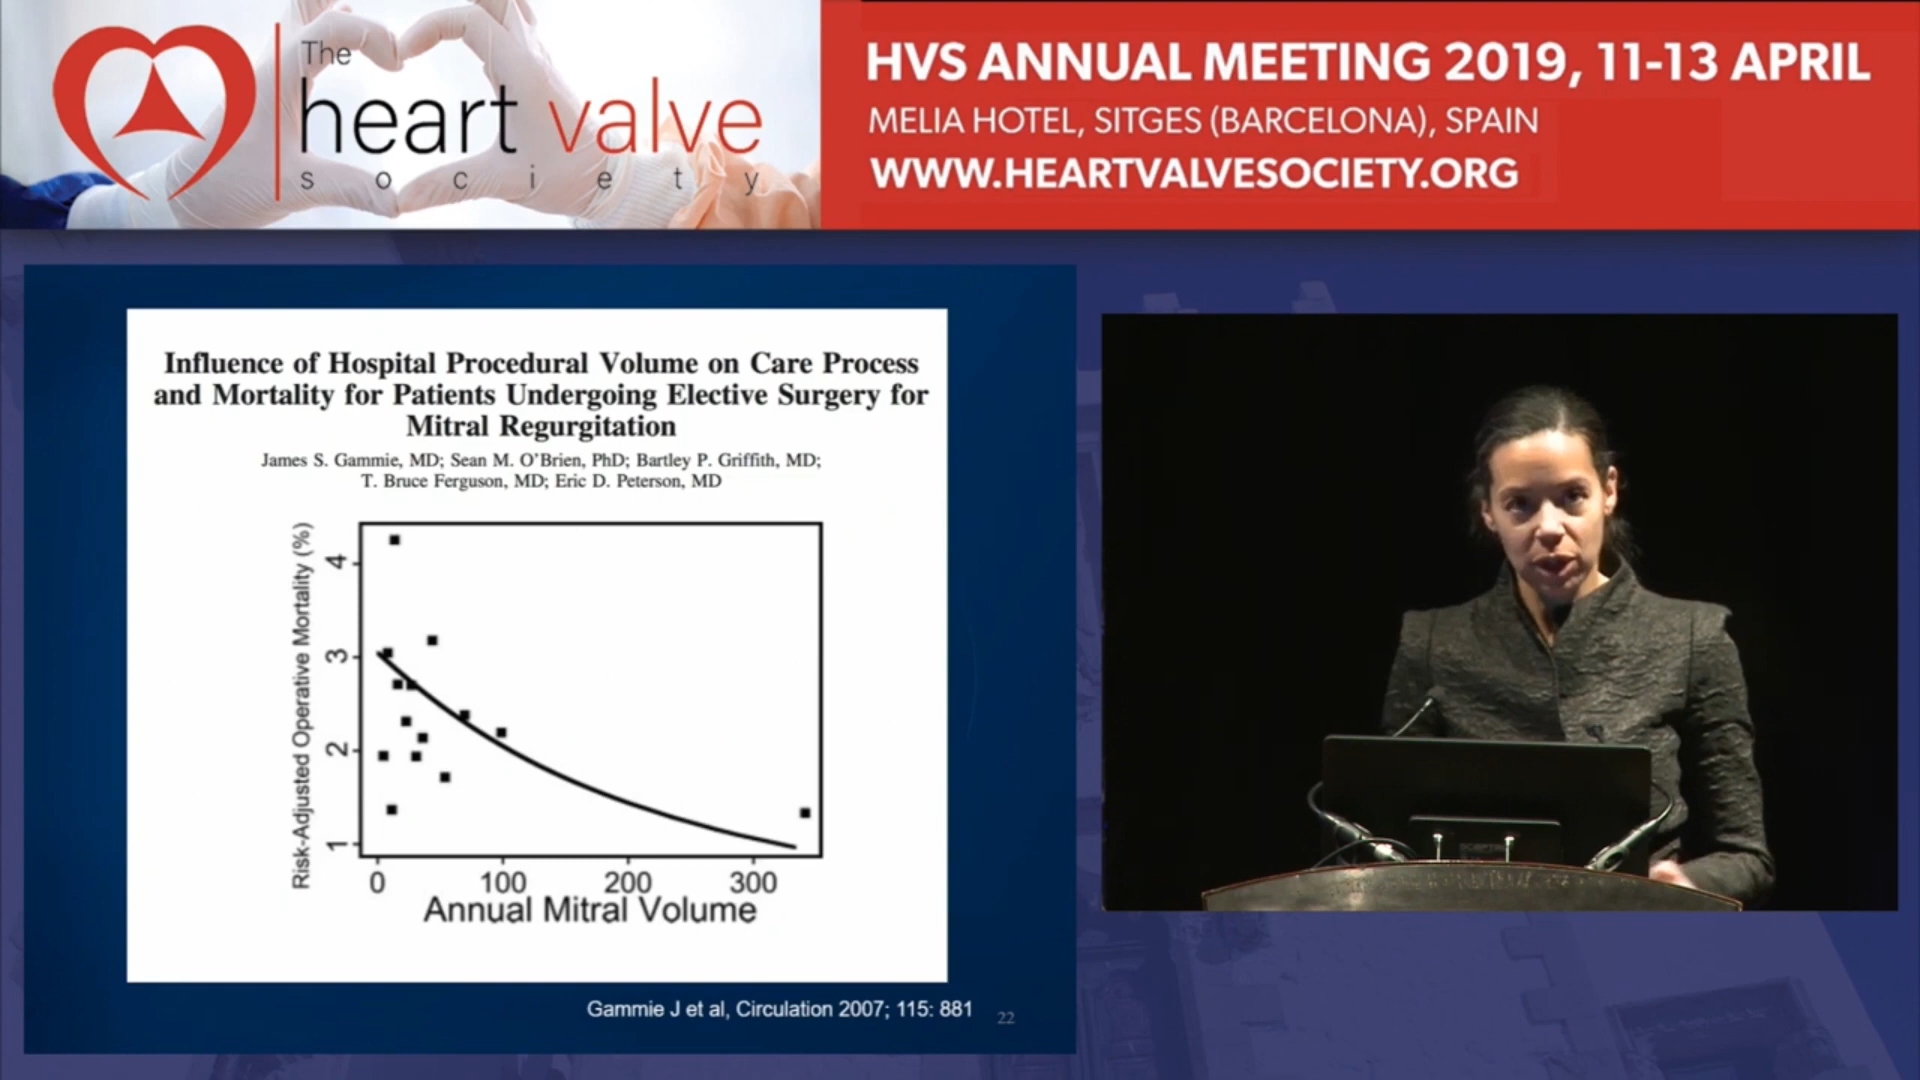 The
heart valve
society
HVS ANNUAL MEETING 2019, 11-13 APRIL
MELIA HOTEL, SITGES (BARCELONA), SPAIN
WWW.HEARTVALVESOCIETY.ORG
Influence of Hospital Procedural Volume on Care Process
and Mortality for Patients Undergoing Elective Surgery for
Mitral Regurgitation
James S. Gammie, MD; Sean M. O'Brien, PhD; Bartley P. Griffith, MD;
T. Bruce Ferguson, MD; Eric D. Peterson, MD
Risk-Adjusted Operative Mortality (%)
4
3
2
1
0 100 200 300
Annual Mitral Volume
Gammie J et al, Circulation 2007; 115: 881
22